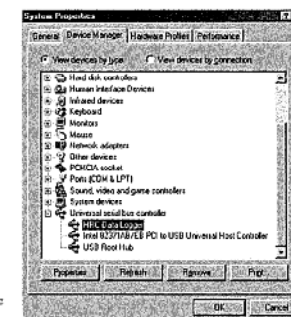 System Properties
General Device Manager Hardware Profiles Performance
View devices by type View devices by connection
Hard disk controllers
Human Interface Devices
Infrared devices
Keyboard
Monitors
Mouse
Network adapters
Other devices
PCMCIA socket
Ports (COM & LPT)
Sound, video and game controllers
System devices
Universal serial bus controller
Data Logger
Intel 82371AB/EB PCI to USB Universal Host Controller
USB Root Hub
Properties Refresh Remove Print...
OK Cancel